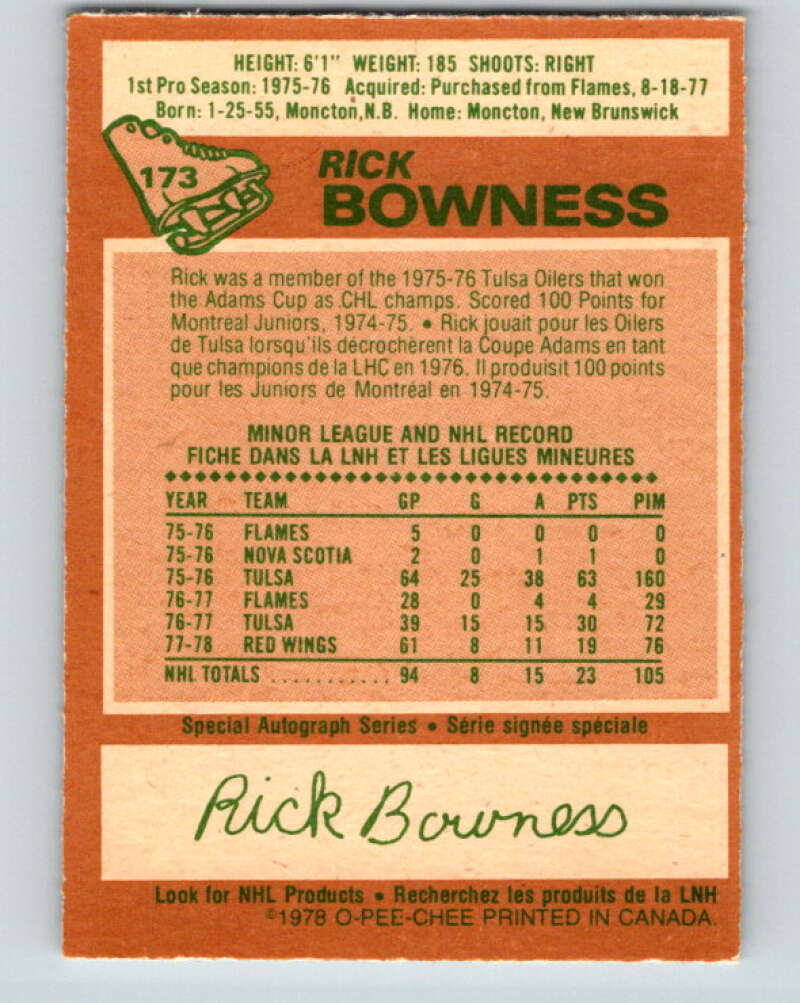 HEIGHT: 6'1" WEIGHT: 185 SHOOTS: RIGHT
1st Pro Season: 1975-76 Acquired: Purchased from Flames, 8-18-77
Born: 1-25-55, Moncton,N.B. Home: Moncton, New Brunswick
173
RICK
BOWNESS
Rick was a member of the 1975-76 Tulsa Oilers that won
the Adams Cup as CHL champs. Scored 100 Points for
Montreal Juniors, 1974-75. • Rick jouait pour les Oilers
de Tulsa lorsqu'ils décrochèrent la Coupe Adams en tant
que champions de la LHC en 1976. Il produisit 100 points
pour les Juniors de Montréal en 1974-75.
MINOR LEAGUE AND NHL RECORD
FICHE DANS LA LNH ET LES LIGUES MINEURES
YEAR TEAM GP G A PTS PIM
75-76 FLAMES 5 0 0 0 0
75-76 NOVA SCOTIA 2 0 1 1 0
75-76 TULSA 64 25 38 63 160
76-77 FLAMES 28 0 4 4 29
76-77 TULSA 39 15 15 30 72
77-78 RED WINGS 61 8 11 19 76
NHL TOTALS ........... 94 8 15 23 105
Special Autograph Series • Série signée spéciale
Rick Bowness
Look for NHL Products • Recherchez les produits de la LNH
©1978 O-PEE-CHEE PRINTED IN CANADA.